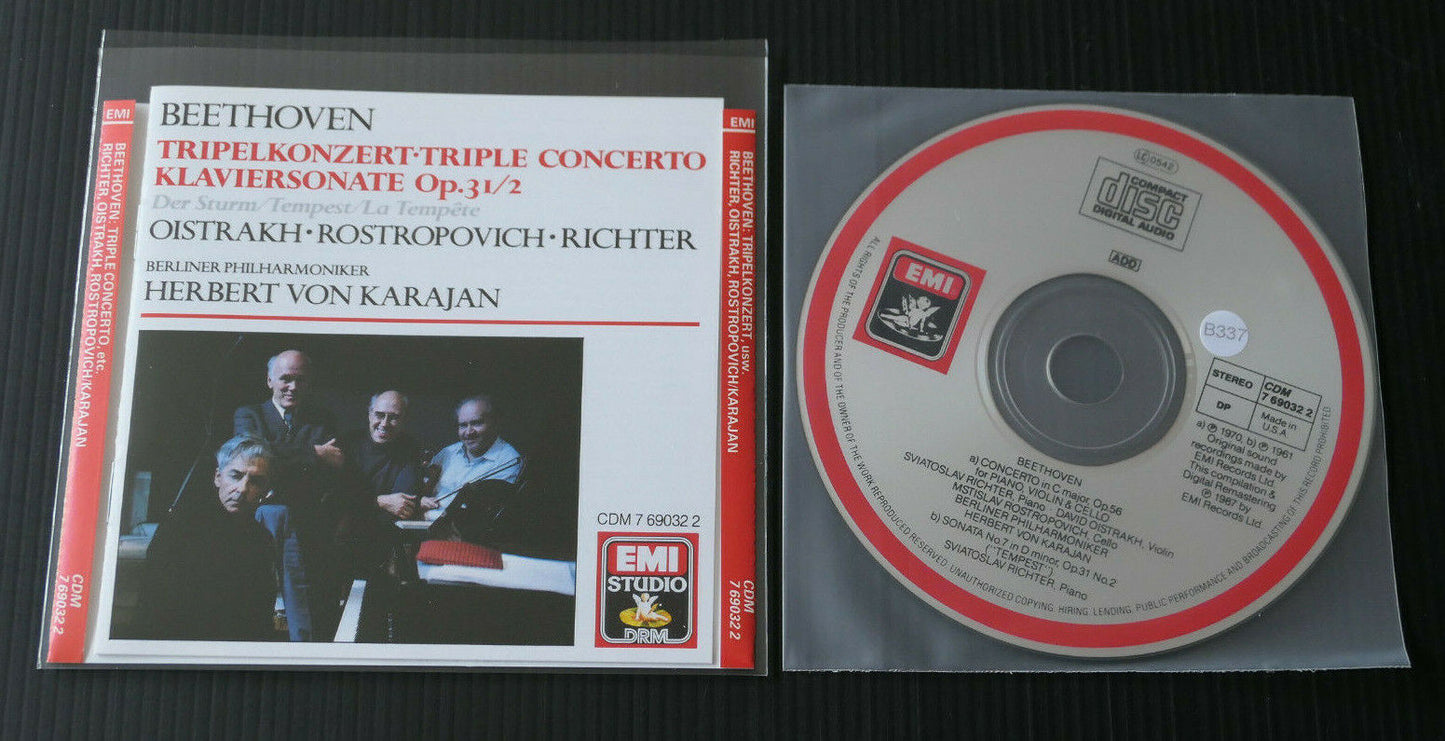 EMI
BEETHOVEN: TRIPLE CONCERTO, etc.
RICHTER, OISTRAKH, ROSTROPOVICH/KARAJAN
CDM
7 69032 2
BEETHOVEN
TRIPELKONZERT·TRIPLE CONCERTO
KLAVIERSONATE Op.31/2
Der Sturm/Tempest/La Tempête
OISTRAKH·ROSTROPOVICH·RICHTER
BERLINER PHILHARMONIKER
HERBERT VON KARAJAN
CDM 7 69032 2
EMI
STUDIO
DRM
EMI
BEETHOVEN: TRIPELKONZERT, usw.
RICHTER, OISTRAKH, ROSTROPOVICH/KARAJAN
CDM
7 69032 2
LC 0542
COMPACT
disc
DIGITAL AUDIO
ADD
EMI
B337
STEREO
CDM
7 69032 2
DP
Made in
U.S.A
a) ℗ 1970, b) ℗ 1961
Original sound
recordings made by
EMI Records Ltd.
This compilation &
Digital Remastering
℗ 1987 by
EMI Records Ltd.
BEETHOVEN
a) CONCERTO in C major, Op.56
for PIANO, VIOLIN & CELLO
SVIATOSLAV RICHTER, Piano DAVID OISTRAKH, Violin
MSTISLAV ROSTROPOVICH, Cello
BERLINER PHILHARMONIKER
HERBERT VON KARAJAN
b) SONATA No.7 in D minor, Op.31 No.2
("TEMPEST")
SVIATOSLAV RICHTER, Piano
ALL RIGHTS OF THE PRODUCER AND OF THE OWNER OF THE WORK REPRODUCED RESERVED. UNAUTHORIZED COPYING, HIRING, LENDING, PUBLIC PERFORMANCE AND BROADCASTING OF THIS RECORD PROHIBITED